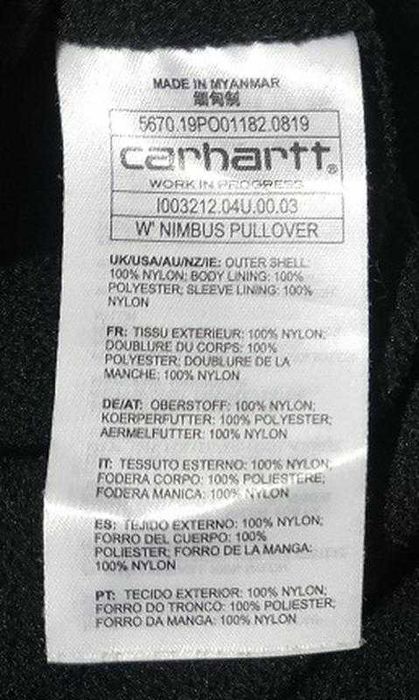 MADE IN MYANMAR
緬甸制
5670.19PO01182.0819
carhartt®
WORK IN PROGRESS
I003212.04U.00.03
W' NIMBUS PULLOVER
UK/USA/AU/NZ/IE: OUTER SHELL:
100% NYLON; BODY LINING: 100%
POLYESTER; SLEEVE LINING: 100%
NYLON
FR: TISSU EXTERIEUR: 100% NYLON;
DOUBLURE DU CORPS: 100%
POLYESTER; DOUBLURE DE LA
MANCHE: 100% NYLON
DE/AT: OBERSTOFF: 100% NYLON;
KOERPERFUTTER: 100% POLYESTER;
AERMELFUTTER: 100% NYLON
IT: TESSUTO ESTERNO: 100% NYLON;
FODERA CORPO: 100% POLIESTERE;
FODERA MANICA: 100% NYLON
ES: TEJIDO EXTERNO: 100% NYLON;
FORRO DEL CUERPO: 100%
POLIESTER; FORRO DE LA MANGA:
100% NYLON
PT: TECIDO EXTERIOR: 100% NYLON;
FORRO DO TRONCO: 100% POLIESTER;
FORRO DA MANGA: 100% NYLON